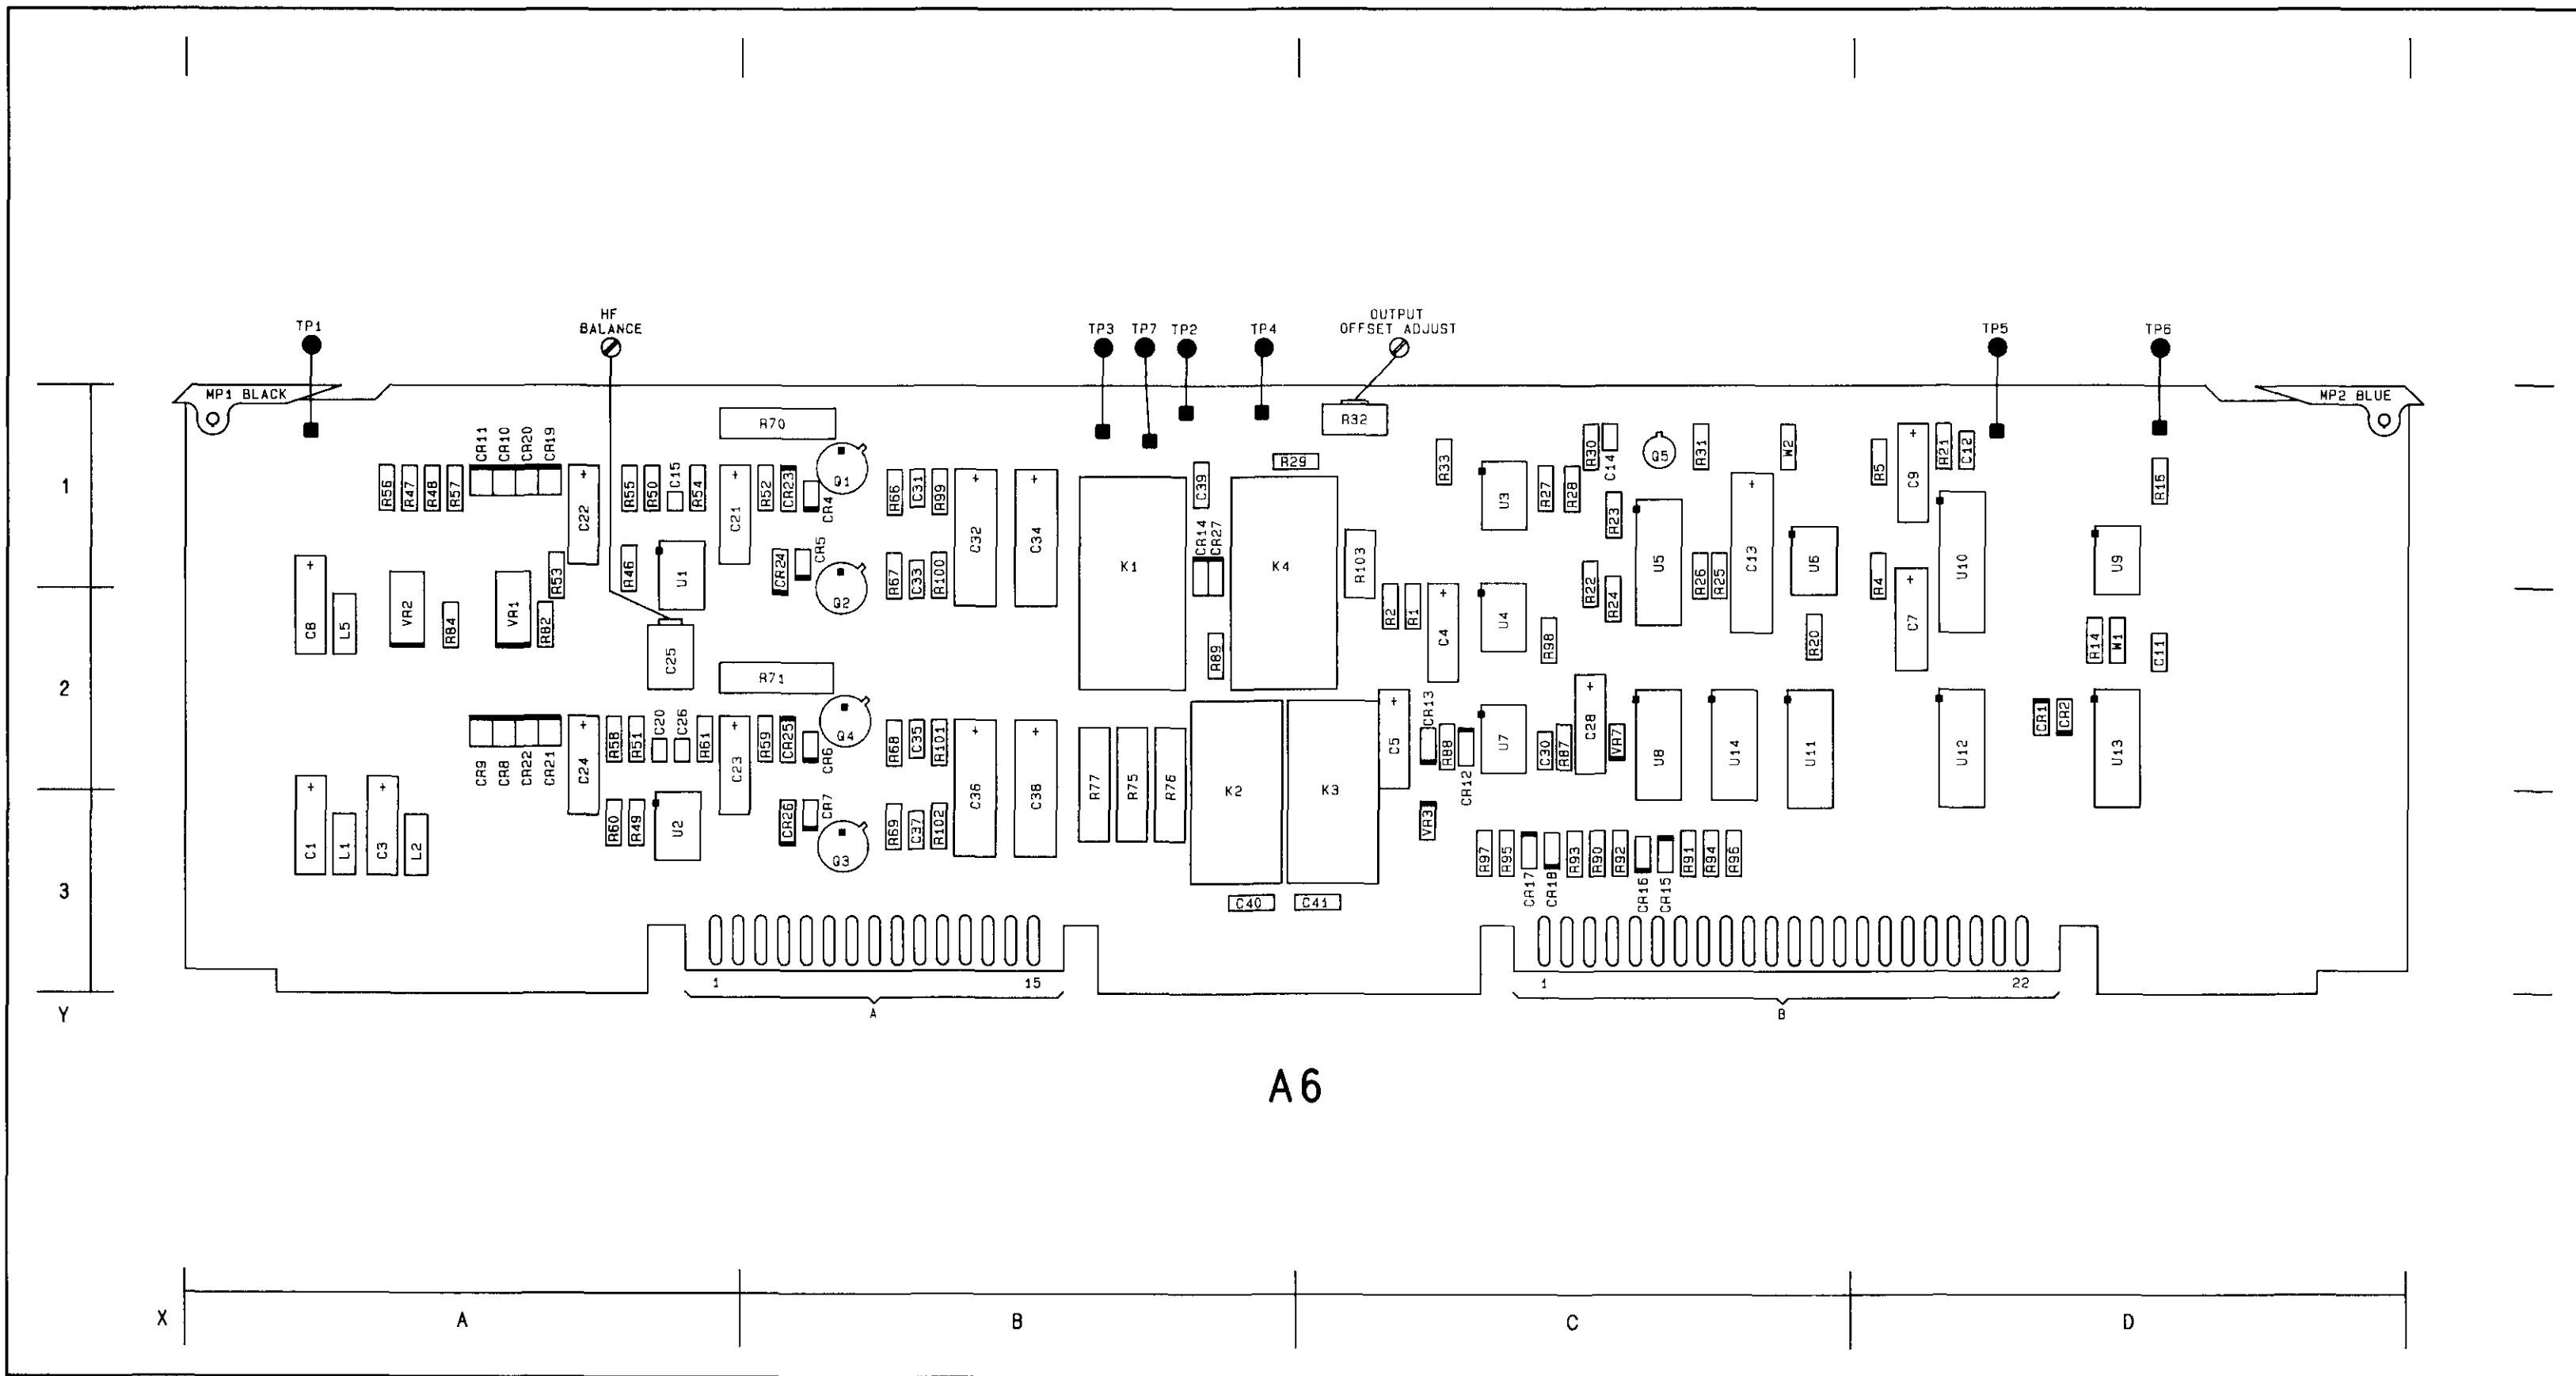 HF
BALANCE
OUTPUT
OFFSET ADJUST
TP1
TP3
TP7
TP2
TP4
TP5
TP6
MP1 BLACK
MP2 BLUE
1
R70
R32
CR11
CR10
CR20
CR19
R56
R47
R48
R57
C22
R55
R50
C15
R54
C21
R52
CR23
CR4
Q1
R66
C31
R99
C32
C34
K1
C39
R29
K4
R33
U3
R27
R28
R30
C14
R23
Q5
R31
W2
C13
R5
C9
R21
C12
R16
R53
R46
U1
CR24
CR5
Q2
R67
C33
R100
CR14
CR27
R103
U5
R26
R25
U6
R22
R24
R4
U10
U9
2
C8
L5
VR2
R84
VR1
R82
C25
R71
R89
R2
R1
C4
U4
R98
R20
C7
R14
W1
C11
CR9
CR8
CR22
CR21
C24
R58
R51
C20
C26
R61
C23
R59
CR25
CR6
Q4
R68
C35
R101
C36
C38
R77
R75
R76
K2
K3
C5
CR13
R88
CR12
U7
C30
R87
C28
VR7
U8
U14
U11
U12
CR1
CR2
U13
3
C1
L1
C3
L2
R60
R49
U2
CR26
CR7
Q3
R69
C37
R102
VR3
R97
R95
CR17
CR18
R93
R90
R92
CR16
CR15
R91
R94
R96
C40
C41
1
15
1
22
Y
A
B
A6
X
A
B
C
D